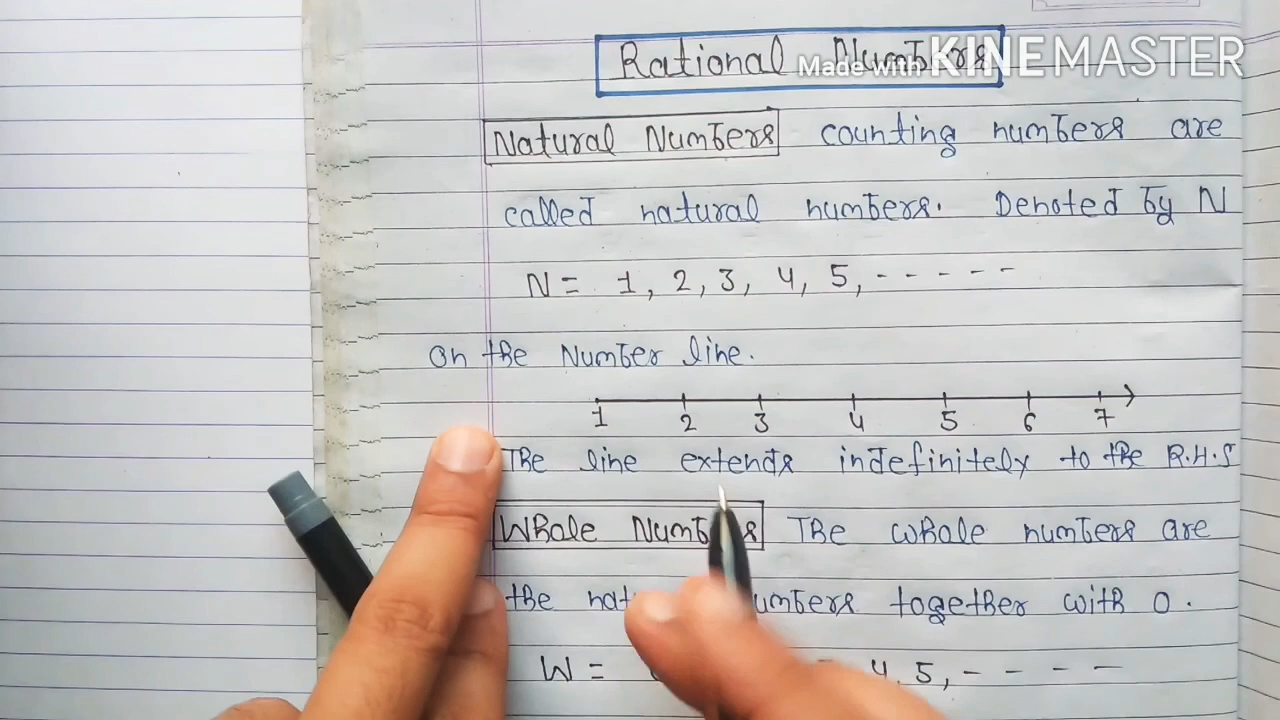 Rational Numbers
Made with KINEMASTER
Natural Numbers counting numbers are
called natural numbers. Denoted by N
N = 1, 2, 3, 4, 5, - - - - -
On the Number line.
1 2 3 4 5 6 7
The line extends indefinitely to the R.H.S
Whole Numbers The whole numbers are
the numbers together with 0.
W = 4, 5, - - - -